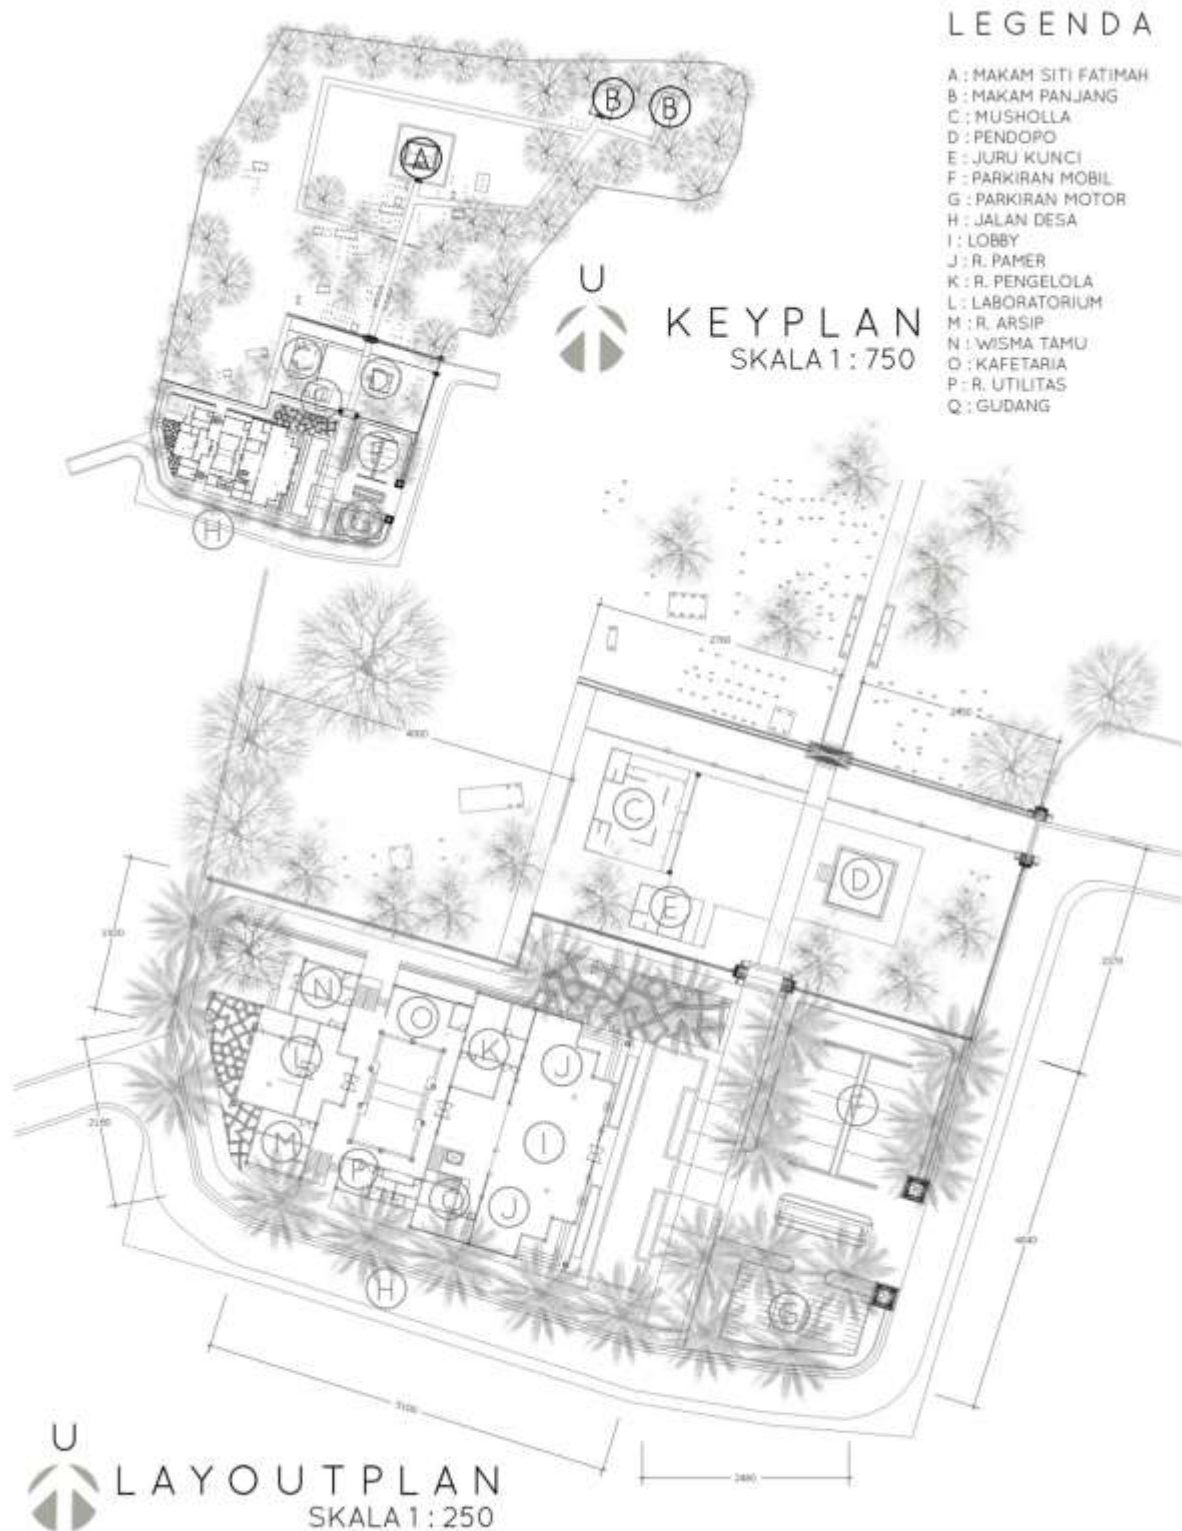 LEGENDA
A : MAKAM SITI FATIMAH
B : MAKAM PANJANG
C : MUSHOLLA
D : PENDOPO
E : JURU KUNCI
F : PARKIRAN MOBIL
G : PARKIRAN MOTOR
H : JALAN DESA
I : LOBBY
J : R. PAMER
K : R. PENGELOLA
L : LABORATORIUM
M : R. ARSIP
N : WISMA TAMU
O : KAFETARIA
P : R. UTILITAS
Q : GUDANG
B
B
A
U
KEYPLAN
SKALA 1 : 750
C
D
E
F
G
H
4000
C
D
E
N
O
K
J
L
F
I
M
P
Q
J
G
H
U
LAYOUTPLAN
SKALA 1 : 250